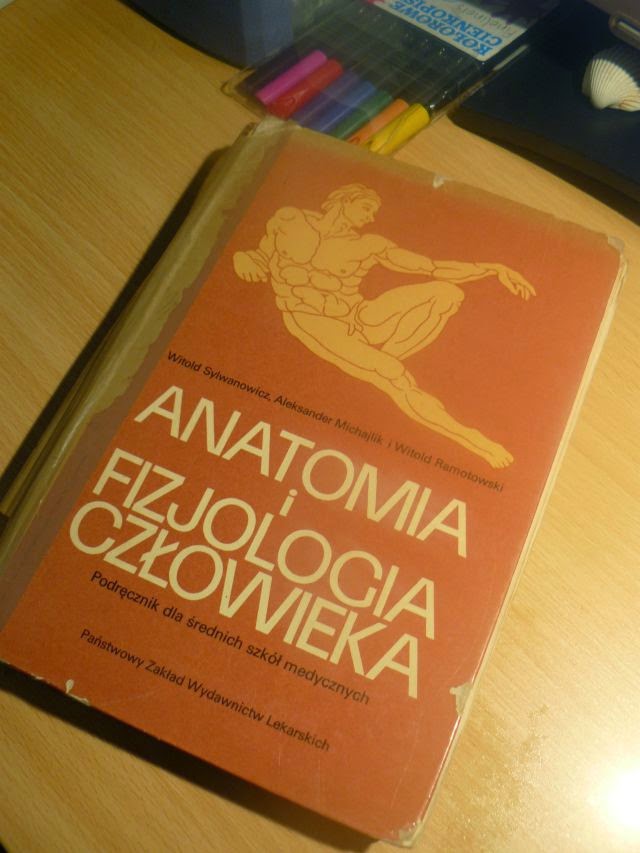 KOLOROWE
CIENKOPIS
Witold Sylwanowicz, Aleksander Michajlik i Witold Ramotowski
ANATOMIA
i
FIZJOLOGIA
CZŁOWIEKA
Podręcznik dla średnich szkół medycznych
Państwowy Zakład Wydawnictw Lekarskich